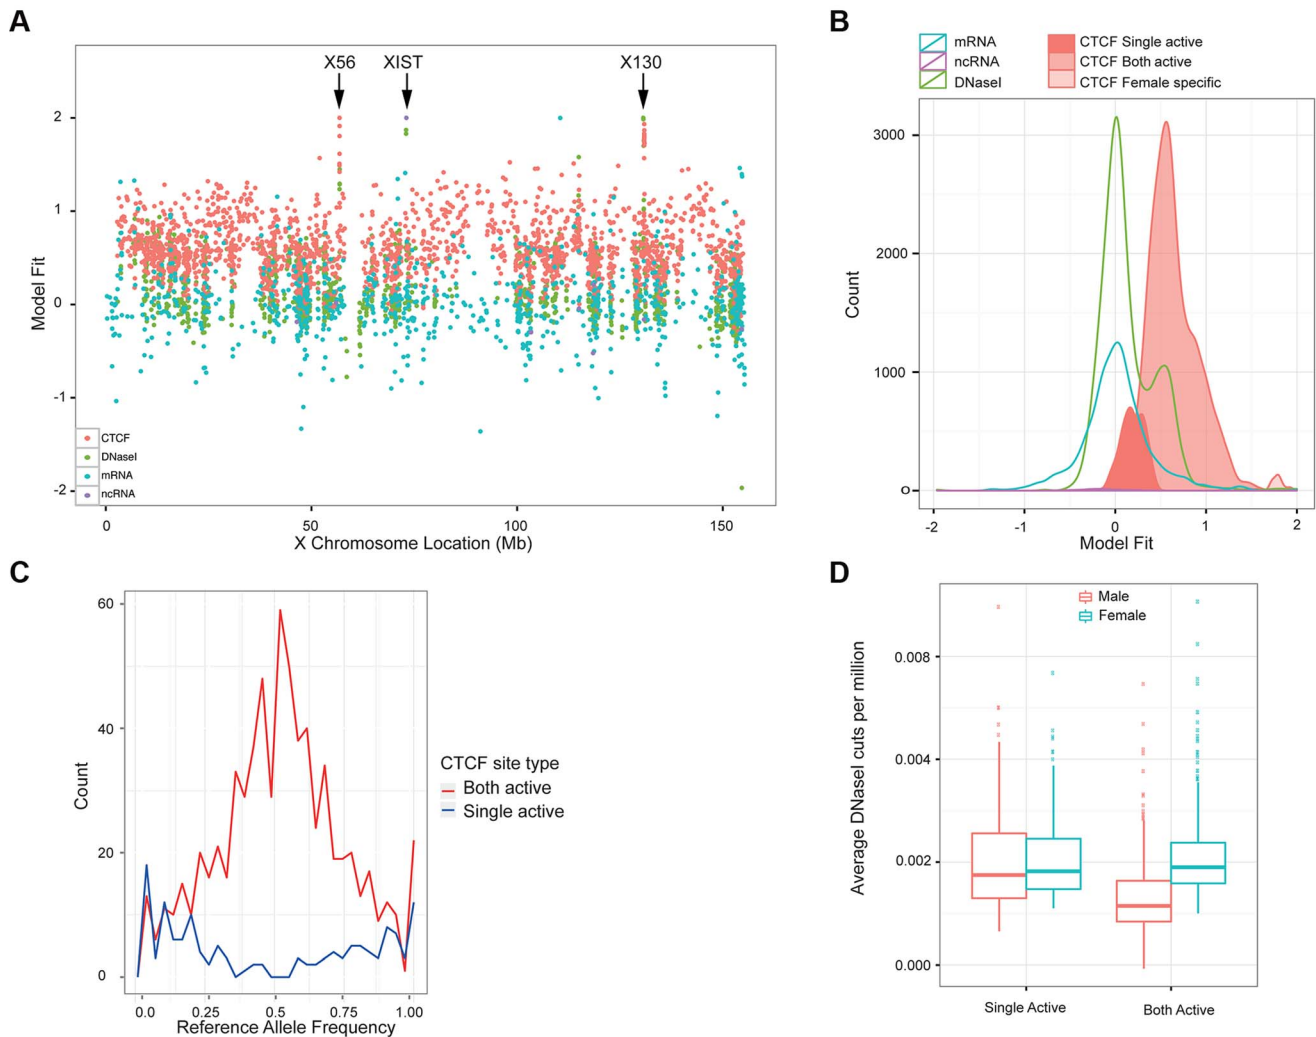 A
X56 XIST X130
2
1
0
-1
-2
Model Fit
CTCF
DNaseI
mRNA
ncRNA
0 50 100 150
X Chromosome Location (Mb)
B
mRNA CTCF Single active
ncRNA CTCF Both active
DNaseI CTCF Female specific
3000
2000
1000
0
Count
-2 -1 0 1 2
Model Fit
C
60
40
20
0
Count
CTCF site type
Both active
Single active
0.0 0.25 0.5 0.75 1.00
Reference Allele Frequency
D
Male
Female
0.008
0.004
0.002
0.000
Average DNaseI cuts per million
Single Active Both Active